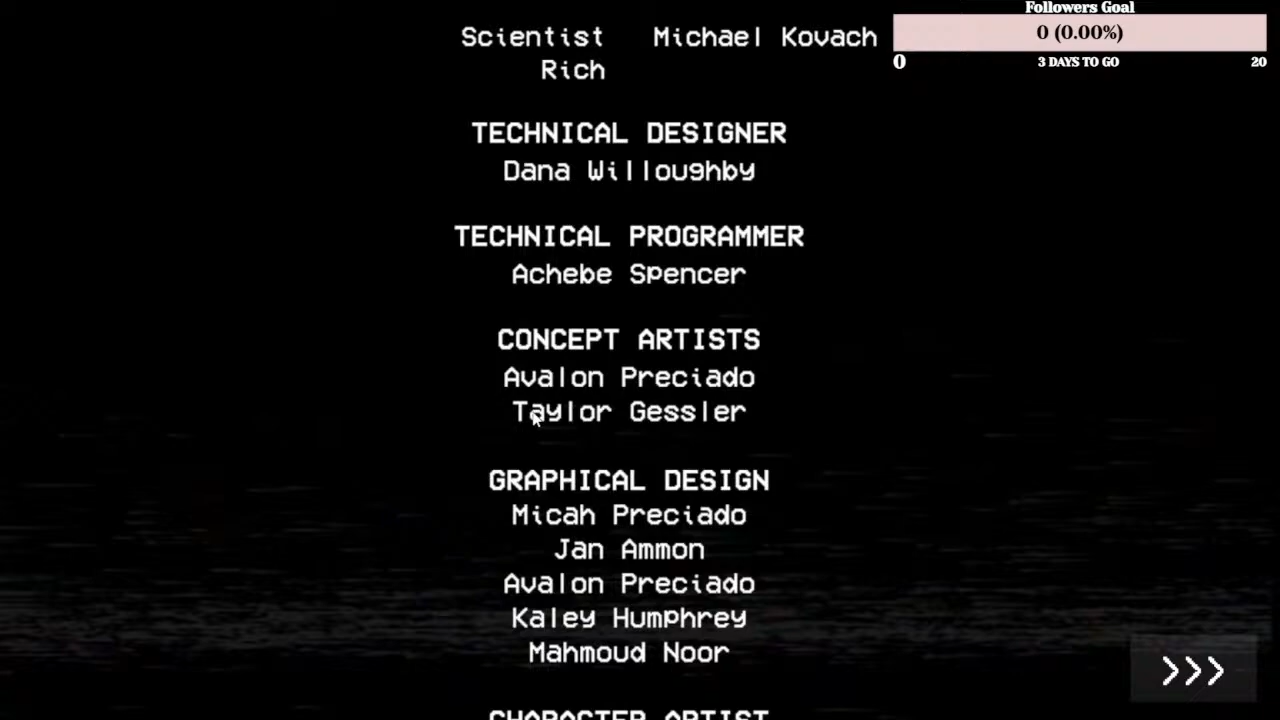 Followers Goal
0 (0.00%)
0 3 DAYS TO GO 20
Scientist Michael Kovach
Rich
TECHNICAL DESIGNER
Dana Willoughby
TECHNICAL PROGRAMMER
Achebe Spencer
CONCEPT ARTISTS
Avalon Preciado
Taylor Gessler
GRAPHICAL DESIGN
Micah Preciado
Jan Ammon
Avalon Preciado
Kaley Humphrey
Mahmoud Noor
CHARACTER ARTIST
>>>